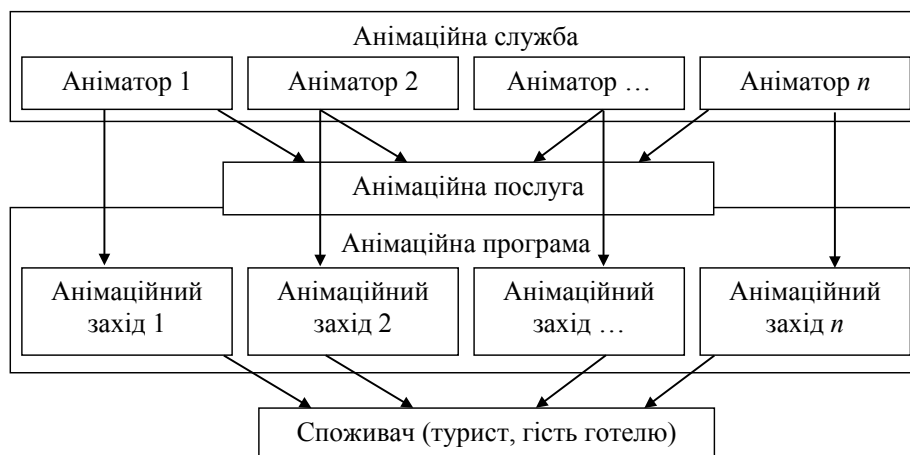 Анімаційна служба
Аніматор 1
Аніматор 2
Аніматор …
Аніматор n
Анімаційна послуга
Анімаційна програма
Анімаційний
захід 1
Анімаційний
захід 2
Анімаційний
захід …
Анімаційний
захід n
Споживач (турист, гість готелю)